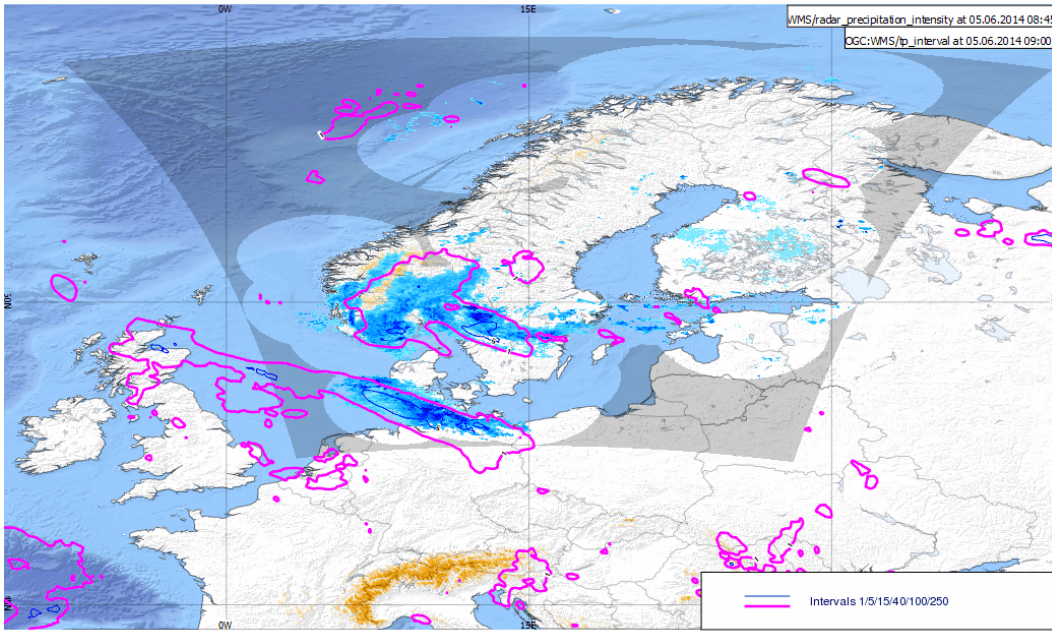 0W
15E
WMS/radar_precipitation_intensity at 05.06.2014 08:45
OGC:WMS/tp_interval at 05.06.2014 09:00
Intervals 1/5/15/40/100/250
0W
15E